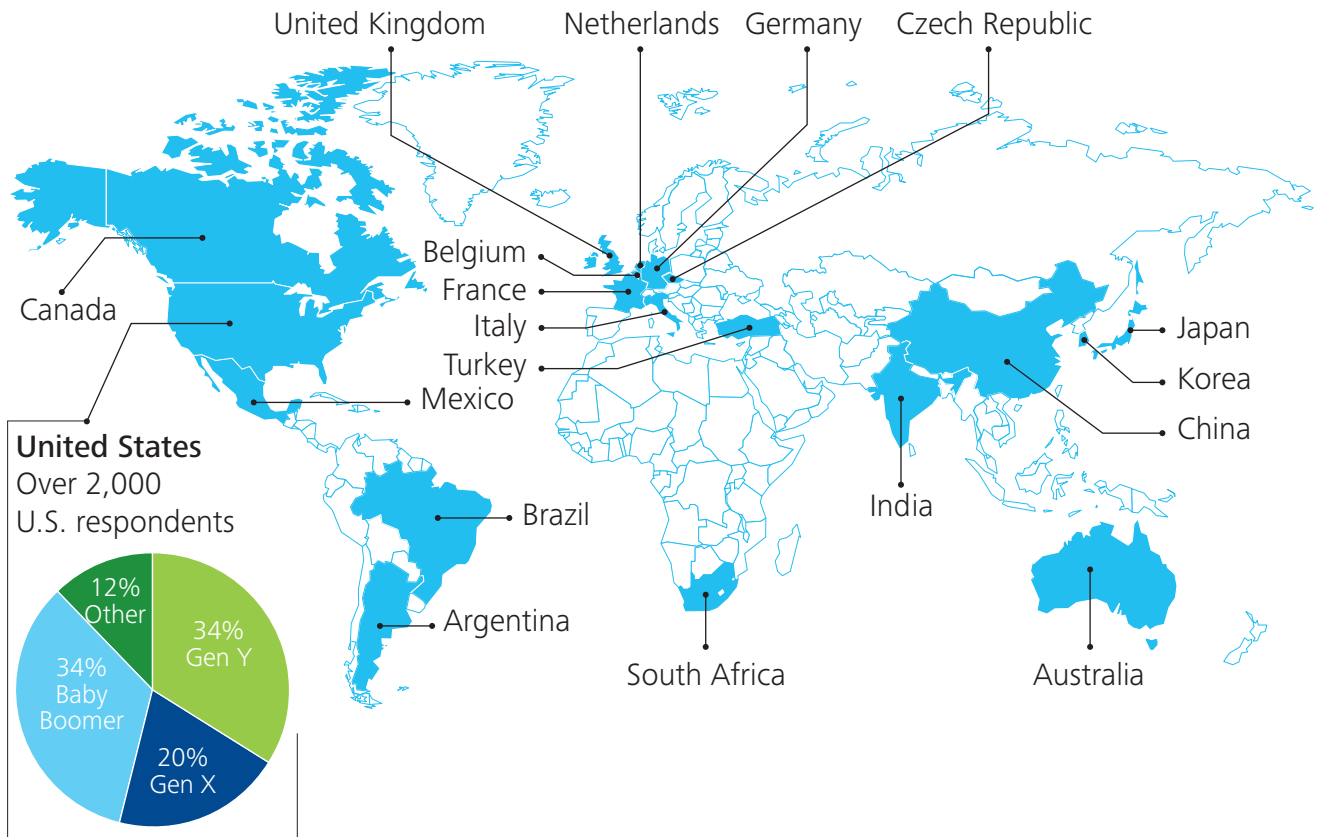 United Kingdom
Netherlands
Germany
Czech Republic
Belgium
France
Italy
Turkey
Mexico
Canada
Japan
Korea
China
India
United States
Over 2,000
U.S. respondents
Brazil
Argentina
South Africa
Australia
12%
Other
34%
Gen Y
34%
Baby
Boomer
20%
Gen X